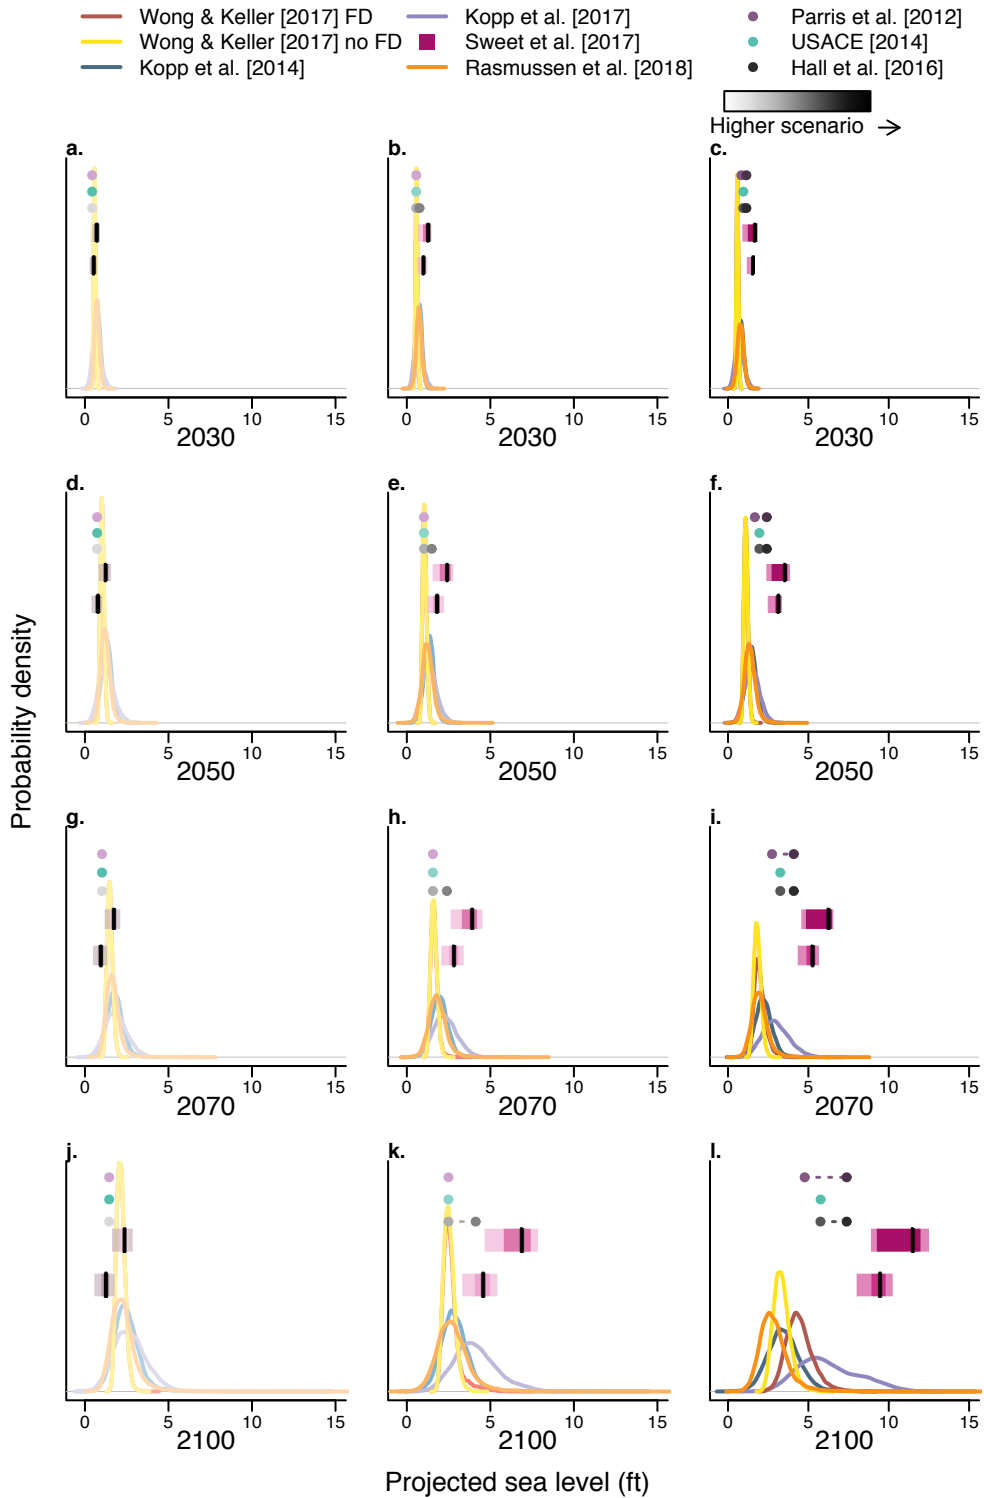 Wong & Keller [2017] FD
Wong & Keller [2017] no FD
Kopp et al. [2014]
Kopp et al. [2017]
Sweet et al. [2017]
Rasmussen et al. [2018]
Parris et al. [2012]
USACE [2014]
Hall et al. [2016]
Higher scenario →
a.
0 5 10 15
2030
b.
0 5 10 15
2030
c.
0 5 10 15
2030
d.
0 5 10 15
2050
e.
0 5 10 15
2050
f.
0 5 10 15
2050
g.
0 5 10 15
2070
h.
0 5 10 15
2070
i.
0 5 10 15
2070
j.
0 5 10 15
2100
k.
0 5 10 15
2100
l.
0 5 10 15
2100
Probability density
Projected sea level (ft)